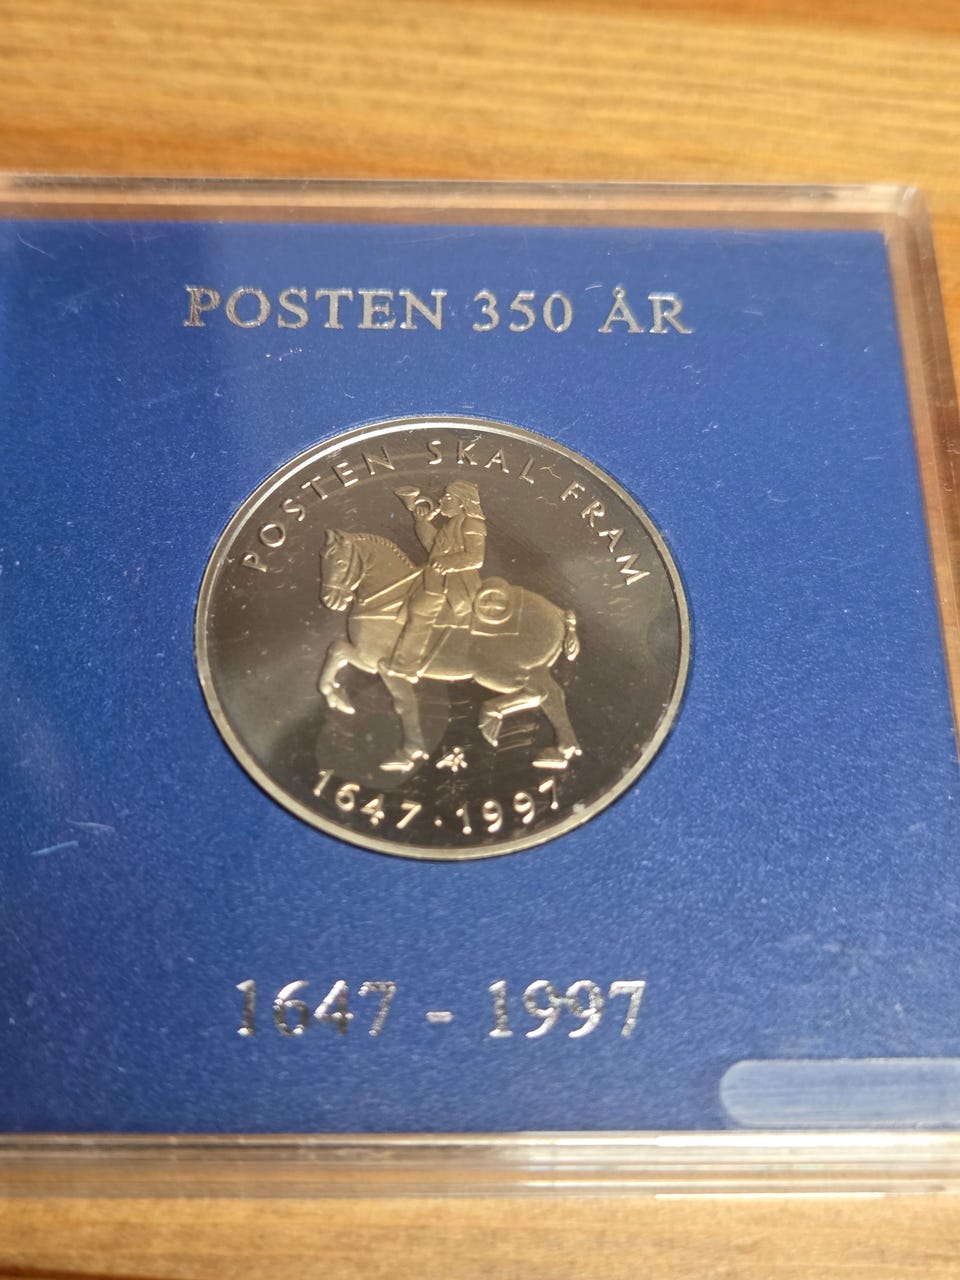 POSTEN 350 ÅR
POSTEN SKAL FRAM
1647 · 1997
1647 - 1997